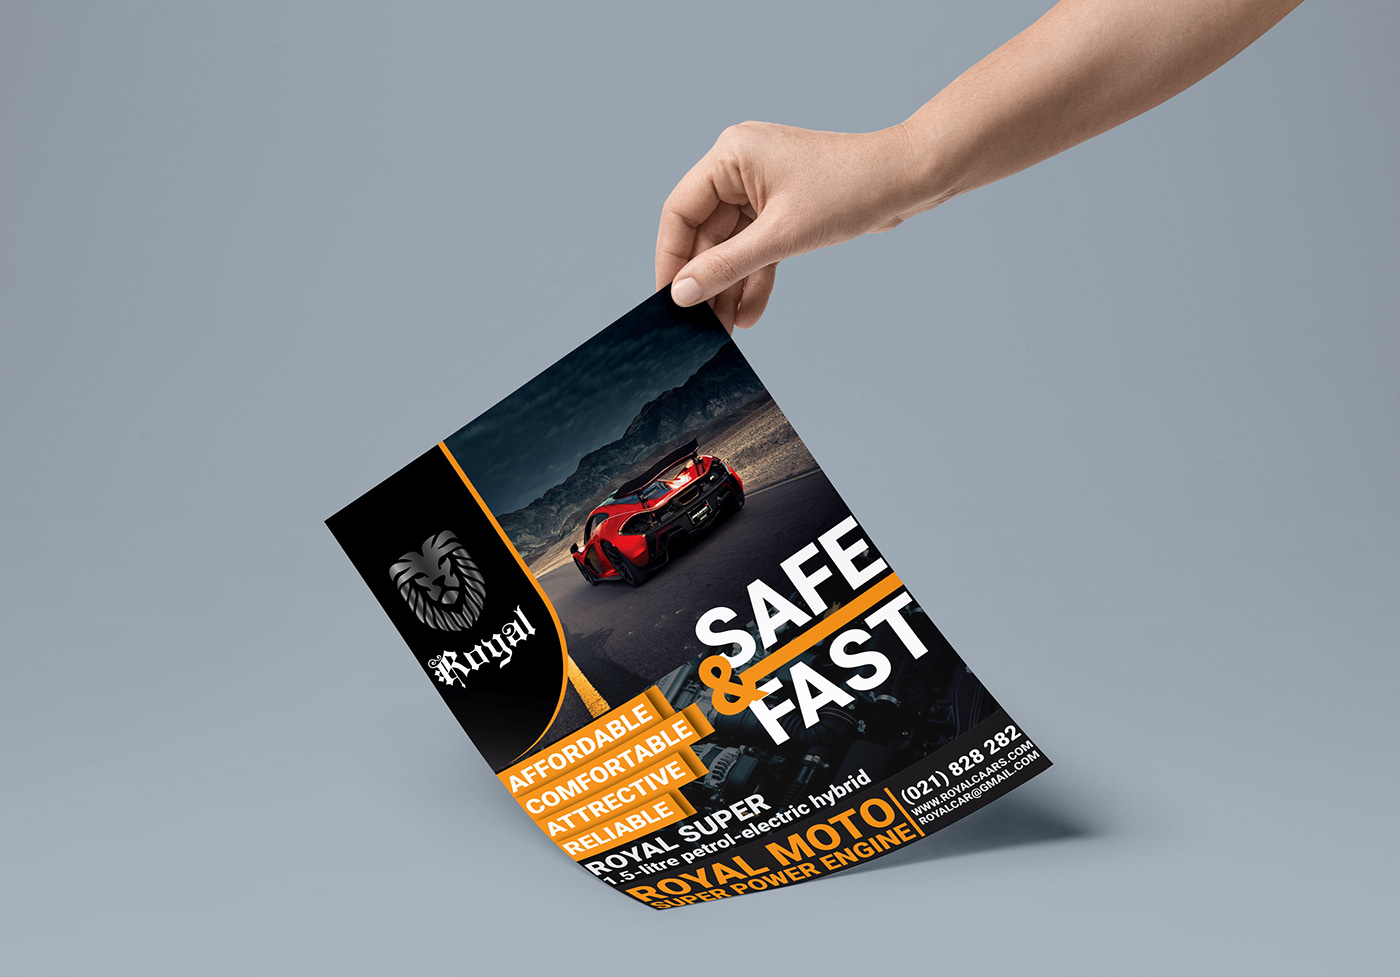 Royal
SAFE
&
FAST
AFFORDABLE
COMFORTABLE
ATTRECTIVE
RELIABLE
ROYAL SUPER
1.5-litre petrol-electric hybrid
ROYAL MOTO
SUPER POWER ENGINE
(021) 828 282
WWW.ROYALCAARS.COM
ROYALCAR@GMAIL.COM